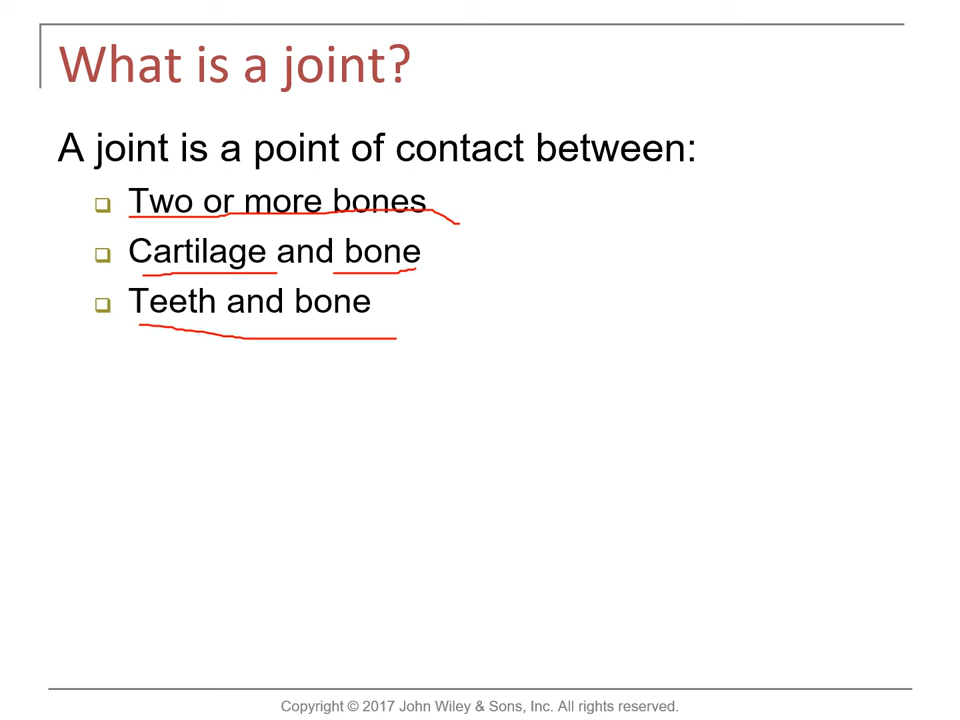 What is a joint?
A joint is a point of contact between:
Two or more bones
Cartilage and bone
Teeth and bone
Copyright © 2017 John Wiley & Sons, Inc. All rights reserved.